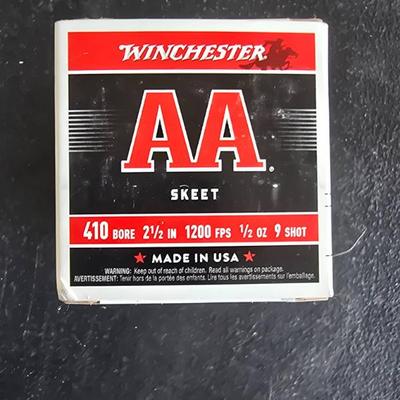 WINCHESTER
AA®
SKEET
410 BORE 2 1/2 IN 1200 FPS 1/2 OZ 9 SHOT
★ MADE IN USA ★
WARNING: Keep out of reach of children. Read all warnings on package.
AVERTISSEMENT: Tenir hors de la portée des enfants. Lire tous les avertissements sur l'emballage.